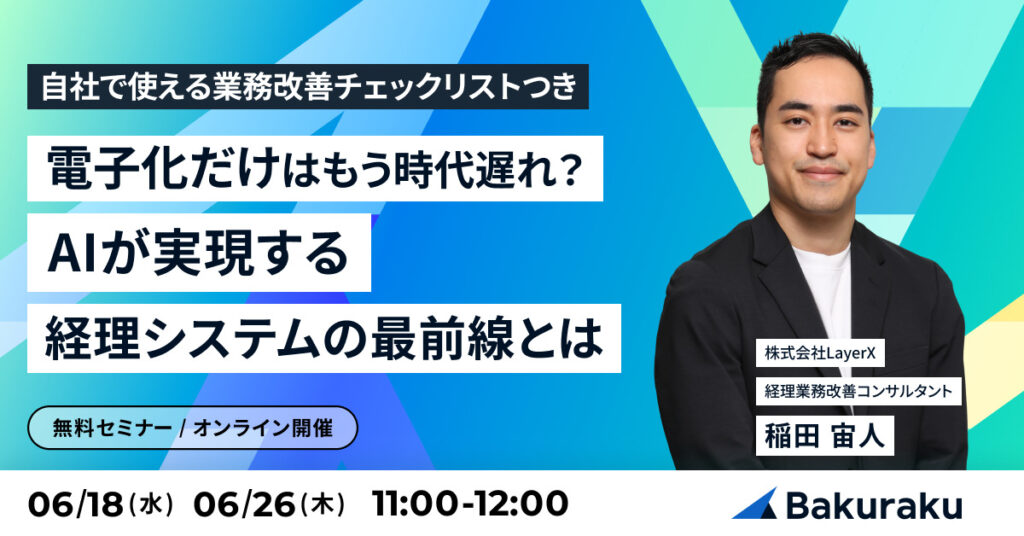 自社で使える業務改善チェックリストつき
電子化だけはもう時代遅れ？
AIが実現する
経理システムの最前線とは
無料セミナー / オンライン開催
株式会社LayerX
経理業務改善コンサルタント
稲田 宙人
06/18(水) 06/26(木) 11:00-12:00
Bakuraku